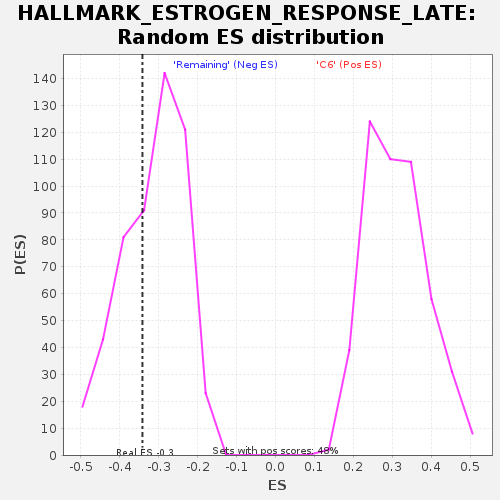 HALLMARK_ESTROGEN_RESPONSE_LATE:
Random ES distribution
'Remaining' (Neg ES) 'C6' (Pos ES)
140
130
120
110
100
90
80
70
60
50
40
30
20
10
0
P(ES)
Real ES -0.3
Sets with pos scores: 48%
-0.5 -0.4 -0.3 -0.2 -0.1 0.0 0.1 0.2 0.3 0.4 0.5
ES